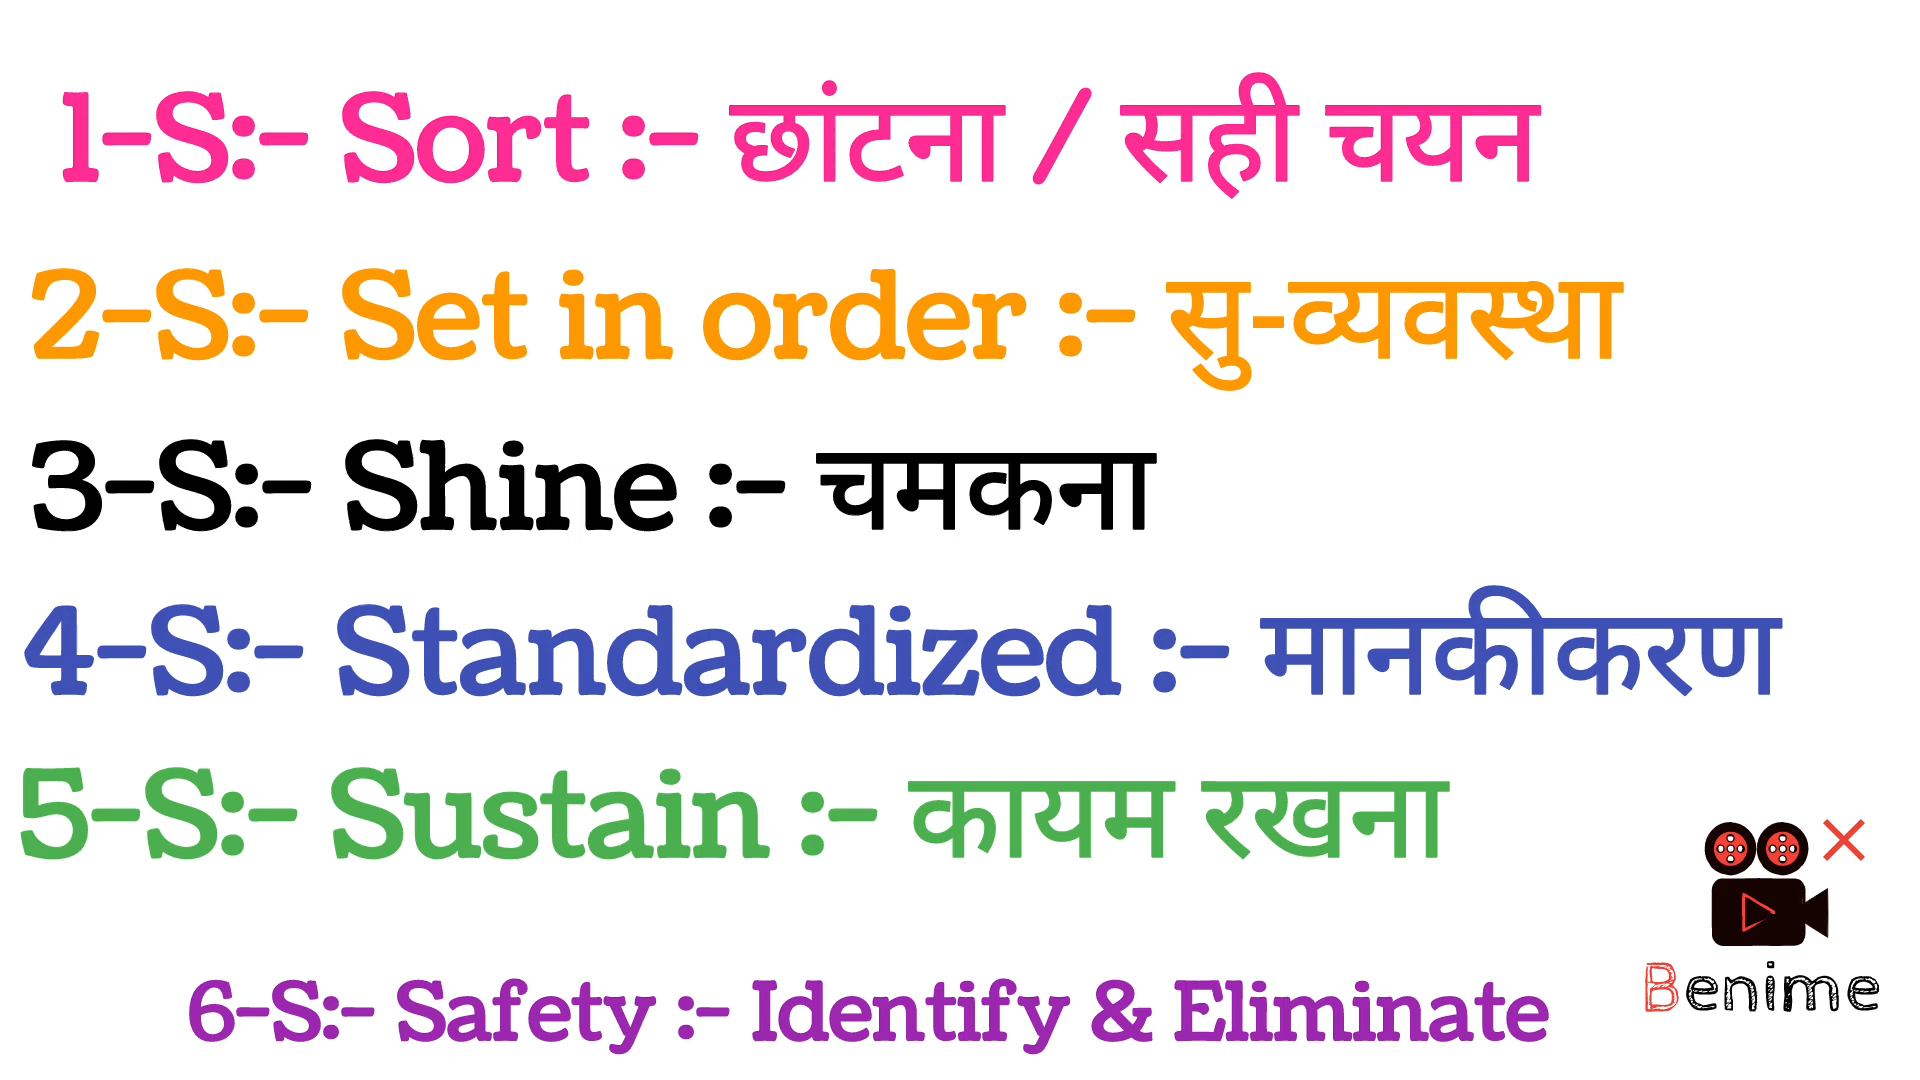 1-S:- Sort :- छांटना / सही चयन
2-S:- Set in order :- सु-व्यवस्था
3-S:- Shine :- चमकना
4-S:- Standardized :- मानकीकरण
5-S:- Sustain :- कायम रखना
6-S:- Safety :- Identify & Eliminate
Benime